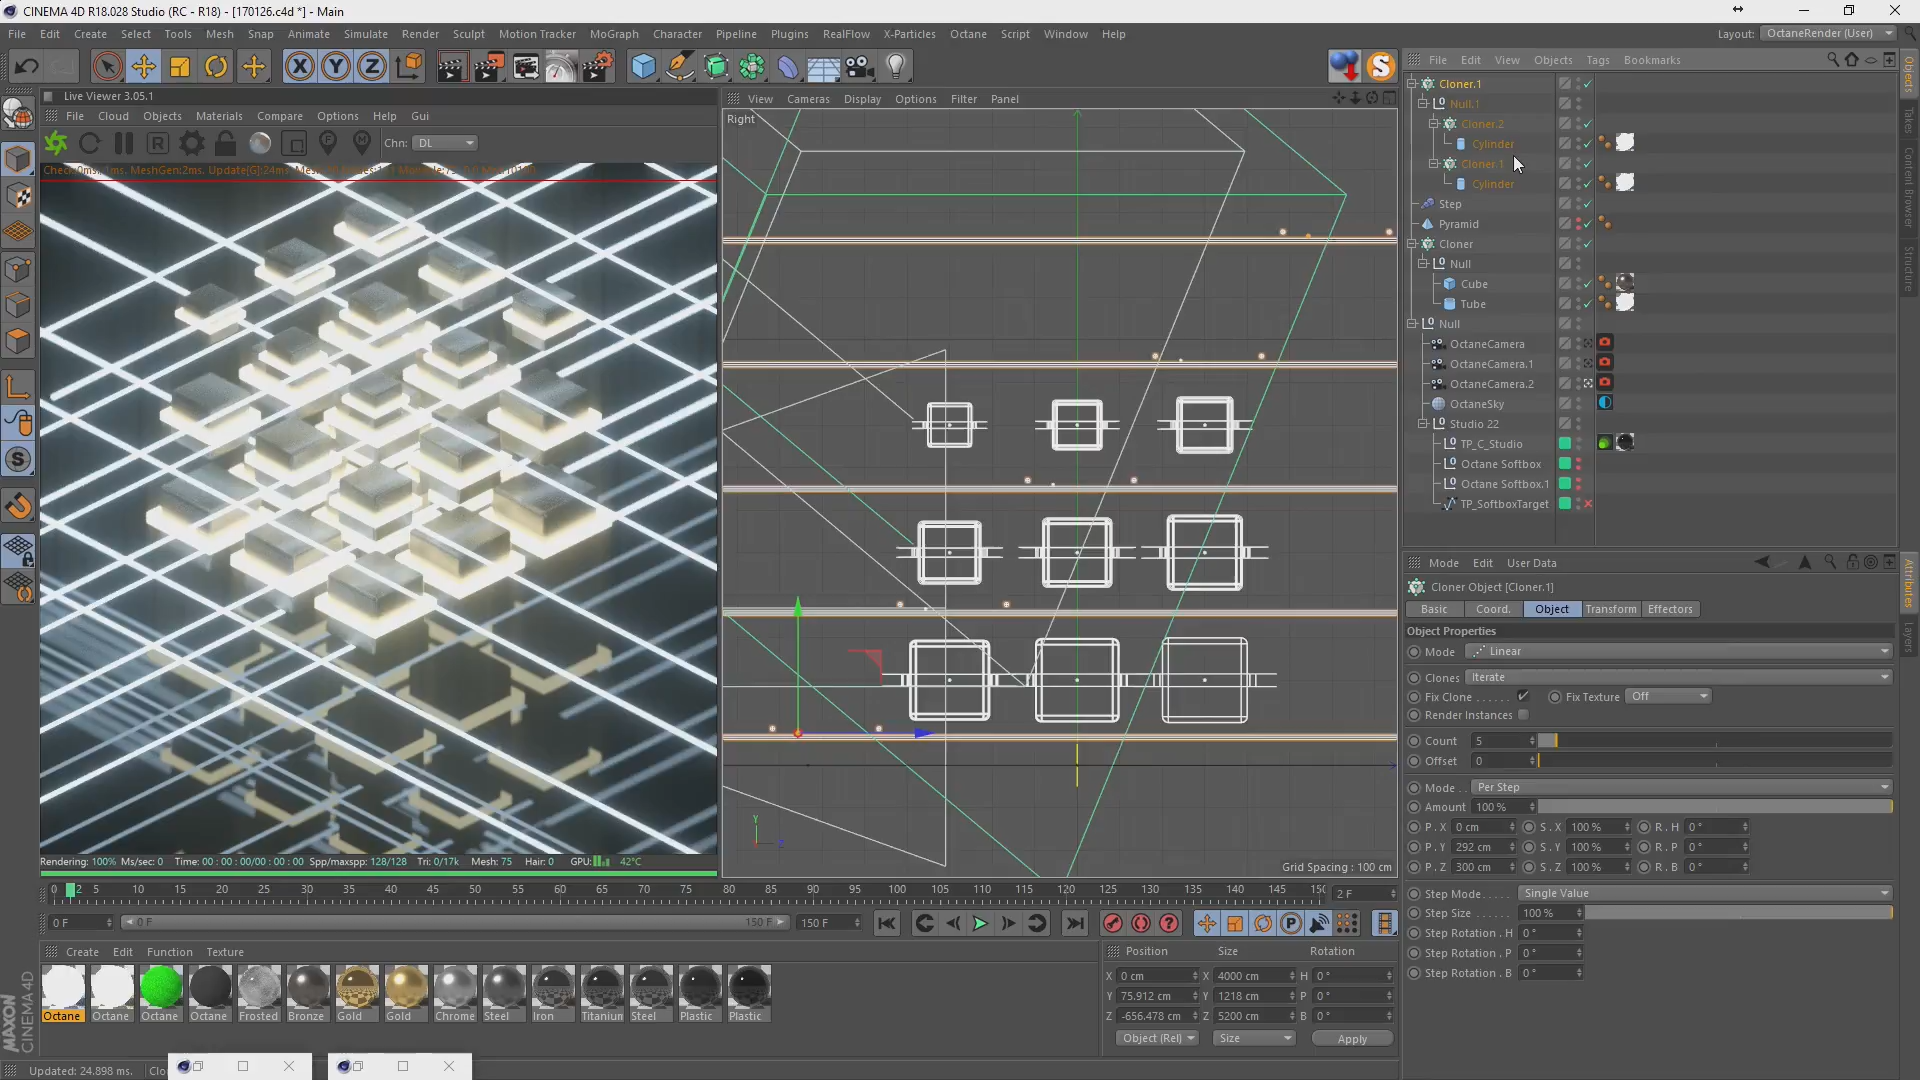 CINEMA 4D R18.028 Studio (RC - R18) - [170126.c4d *] - Main
File Edit Create Select Tools Mesh Snap Animate Simulate Render Sculpt Motion Tracker MoGraph Character Pipeline Plugins RealFlow X-Particles Octane Script Window Help
Layout: OctaneRender (User)
X Y Z
Live Viewer 3.05.1
File Cloud Objects Materials Compare Options Help Gui
R F M Chn: DL
View Cameras Display Options Filter Panel
Right
Grid Spacing : 100 cm
Rendering: 100% Ms/sec: 0 Time: 00 : 00 : 00/00 : 00 : 00 Spp/maxspp: 128/128 Tri: 0/17k Mesh: 75 Hair: 0 GPU: 42°C
File Edit View Objects Tags Bookmarks
Cloner.1
Null.1
Cloner.2
Cylinder
Cloner.1
Cylinder
Step
Pyramid
Cloner
Null
Cube
Tube
Null
OctaneCamera
OctaneCamera.1
OctaneCamera.2
OctaneSky
Studio 22
TP_C_Studio
Octane Softbox
Octane Softbox.1
TP_SoftboxTarget
Objects
Takes
Content Browser
Structure
Mode Edit User Data
Cloner Object [Cloner.1]
Basic Coord. Object Transform Effectors
Object Properties
Mode Linear
Clones Iterate
Fix Clone Fix Texture Off
Render Instances
Count 5
Offset 0
Mode Per Step
Amount 100 %
P . X 0 cm S . X 100 % R . H 0 °
P . Y 292 cm S . Y 100 % R . P 0 °
P . Z 300 cm S . Z 100 % R . B 0 °
Step Mode Single Value
Step Size 100 %
Step Rotation . H 0 °
Step Rotation . P 0 °
Step Rotation . B 0 °
Attributes
Layers
0 2 5 10 15 20 25 30 35 40 45 50 55 60 65 70 75 80 85 90 95 100 105 110 115 120 125 130 135 140 145 150 2 F
0 F 0 F 150 F 150 F
Create Edit Function Texture
Octane Octane Octane Octane Frosted Bronze Gold Gold Chrome Steel Iron Titanium Steel Plastic Plastic
Position Size Rotation
X 0 cm X 4000 cm H 0 °
Y 75.912 cm Y 1218 cm P 0 °
Z -656.478 cm Z 5200 cm B 0 °
Object (Rel) Size Apply
MAXON CINEMA 4D
Updated: 24.898 ms.